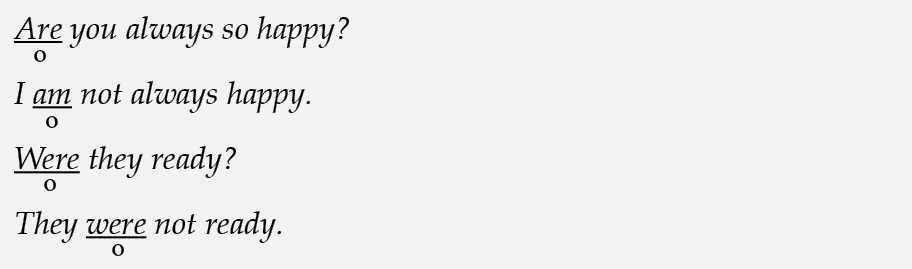 Are you always so happy?
o
I am not always happy.
o
Were they ready?
o
They were not ready.
o